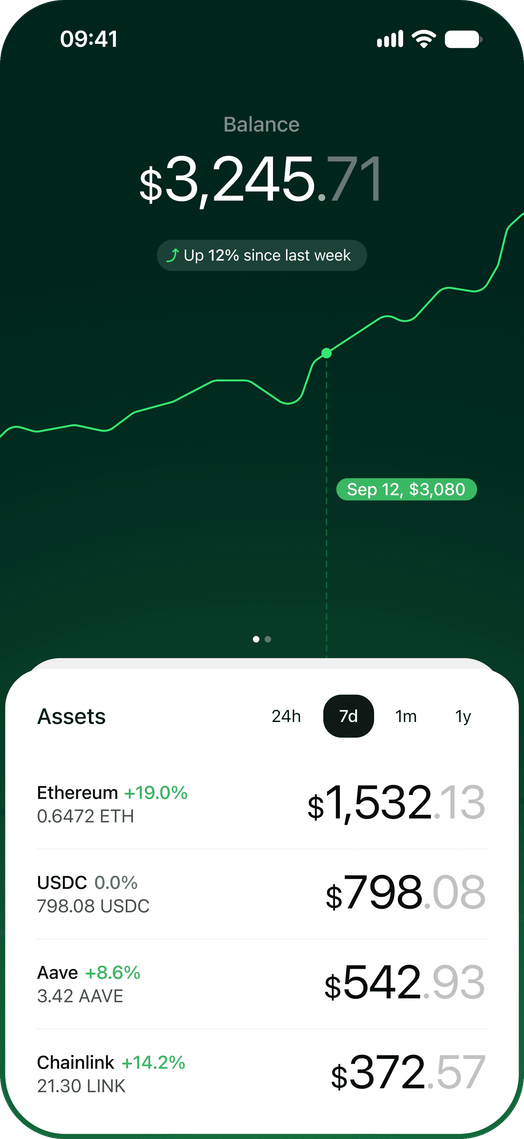 09:41
Balance
$3,245.71
Up 12% since last week
Sep 12, $3,080
Assets 24h 7d 1m 1y
Ethereum +19.0% $1,532.13
0.6472 ETH
USDC 0.0% $798.08
798.08 USDC
Aave +8.6% $542.93
3.42 AAVE
Chainlink +14.2% $372.57
21.30 LINK